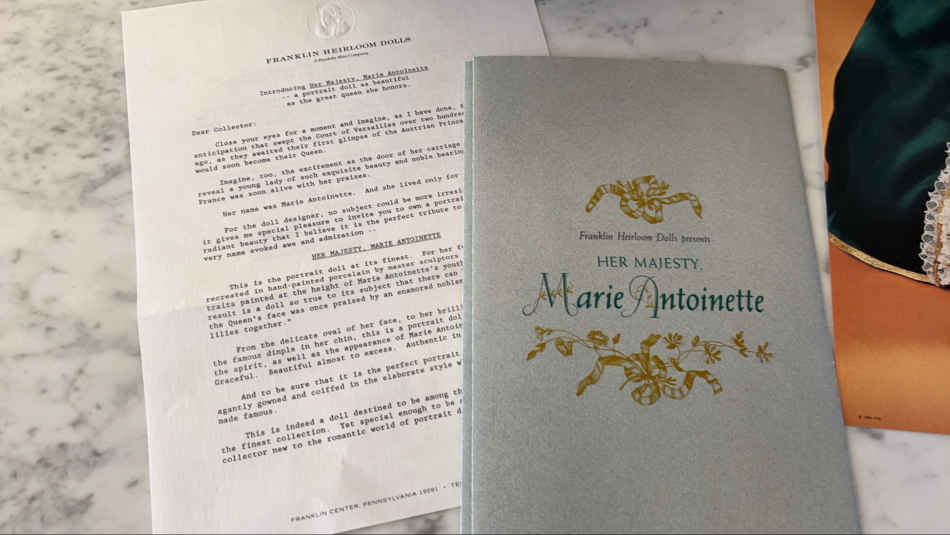 FRANKLIN HEIRLOOM DOLLS
Introducing Her Majesty, Marie Antoinette
-- a portrait doll as beautiful
as the great queen she honors.
Dear Collector:
Close your eyes for a moment and imagine, as I have done,
anticipation that swept the Court of Versailles over two hundred
ago, as they awaited their first glimpse of the Austrian
would soon become their Queen.
Imagine, too, the excitement as the door of her carriage
reveal a young lady of such exquisite beauty and noble bearing
France was soon alive with her praises.
Her name was Marie Antoinette. And she lived only for
For the doll designer, no subject could be more
it gives me special pleasure to invite you to own a
radiant beauty that I believe it is the perfect tribute to
very name evoked awe and admiration --
HER MAJESTY, MARIE ANTOINETTE
This is the portrait doll at its finest. For her
recreated in hand-painted porcelain by master sculptors
traits painted at the height of Marie Antoinette's
result is a doll so true to its subject that there can
the Queen's face was once praised by an enamored
lilies together."
From the delicate oval of her face, to her
the famous dimple in her chin, this is a portrait
the spirit, as well as the appearance of Marie
Graceful. Beautiful almost to excess. Authentic in
And to be sure that it is the perfect portrait
agantly gowned and coiffed in the elaborate style
made famous.
This is indeed a doll destined to be among
the finest collection. Yet special enough to be
collector new to the romantic world of portrait
FRANKLIN CENTER, PENNSYLVANIA 19091 •
Franklin Heirloom Dolls presents
HER MAJESTY,
Marie Antoinette